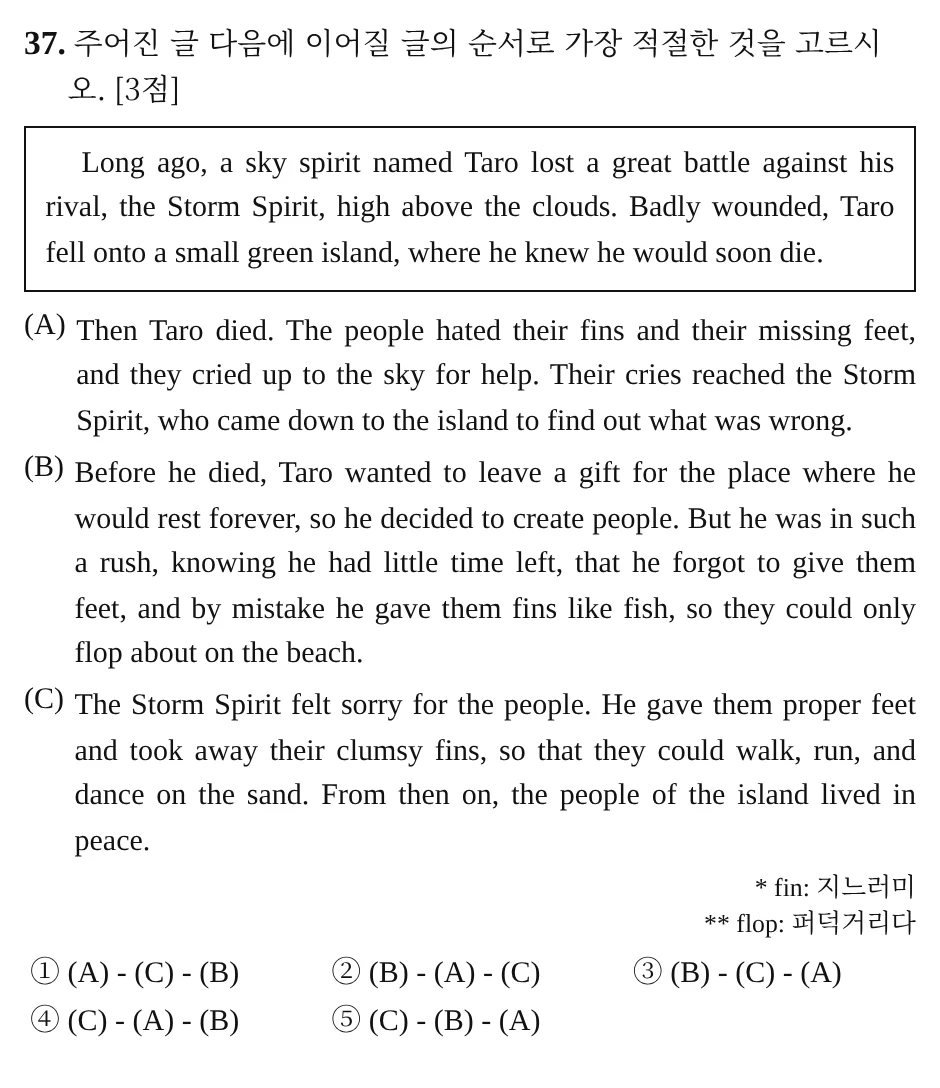 37. 주어진 글 다음에 이어질 글의 순서로 가장 적절한 것을 고르시
오. [3점]
Long ago, a sky spirit named Taro lost a great battle against his
rival, the Storm Spirit, high above the clouds. Badly wounded, Taro
fell onto a small green island, where he knew he would soon die.
(A) Then Taro died. The people hated their fins and their missing feet,
and they cried up to the sky for help. Their cries reached the Storm
Spirit, who came down to the island to find out what was wrong.
(B) Before he died, Taro wanted to leave a gift for the place where he
would rest forever, so he decided to create people. But he was in such
a rush, knowing he had little time left, that he forgot to give them
feet, and by mistake he gave them fins like fish, so they could only
flop about on the beach.
(C) The Storm Spirit felt sorry for the people. He gave them proper feet
and took away their clumsy fins, so that they could walk, run, and
dance on the sand. From then on, the people of the island lived in
peace.
* fin: 지느러미
** flop: 퍼덕거리다
① (A) - (C) - (B) ② (B) - (A) - (C) ③ (B) - (C) - (A)
④ (C) - (A) - (B) ⑤ (C) - (B) - (A)